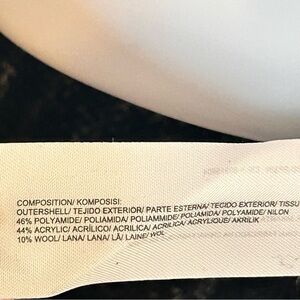 COMPOSITION/ KOMPOSISI:
OUTERSHELL/ TEJIDO EXTERIOR/ PARTE ESTERNA/ TECIDO EXTERIOR/ TISSU
46% POLYAMIDE/ POLIAMIDA/ POLIAMMIDE/ POLIAMIDA/ POLYAMIDE/ NILON
44% ACRYLIC/ ACRÍLICO/ ACRILICA/ ACRÍLICA/ ACRYLIQUE/ AKRILIK
10% WOOL/ LANA/ LANA/ LÃ/ LAINE/ WOL